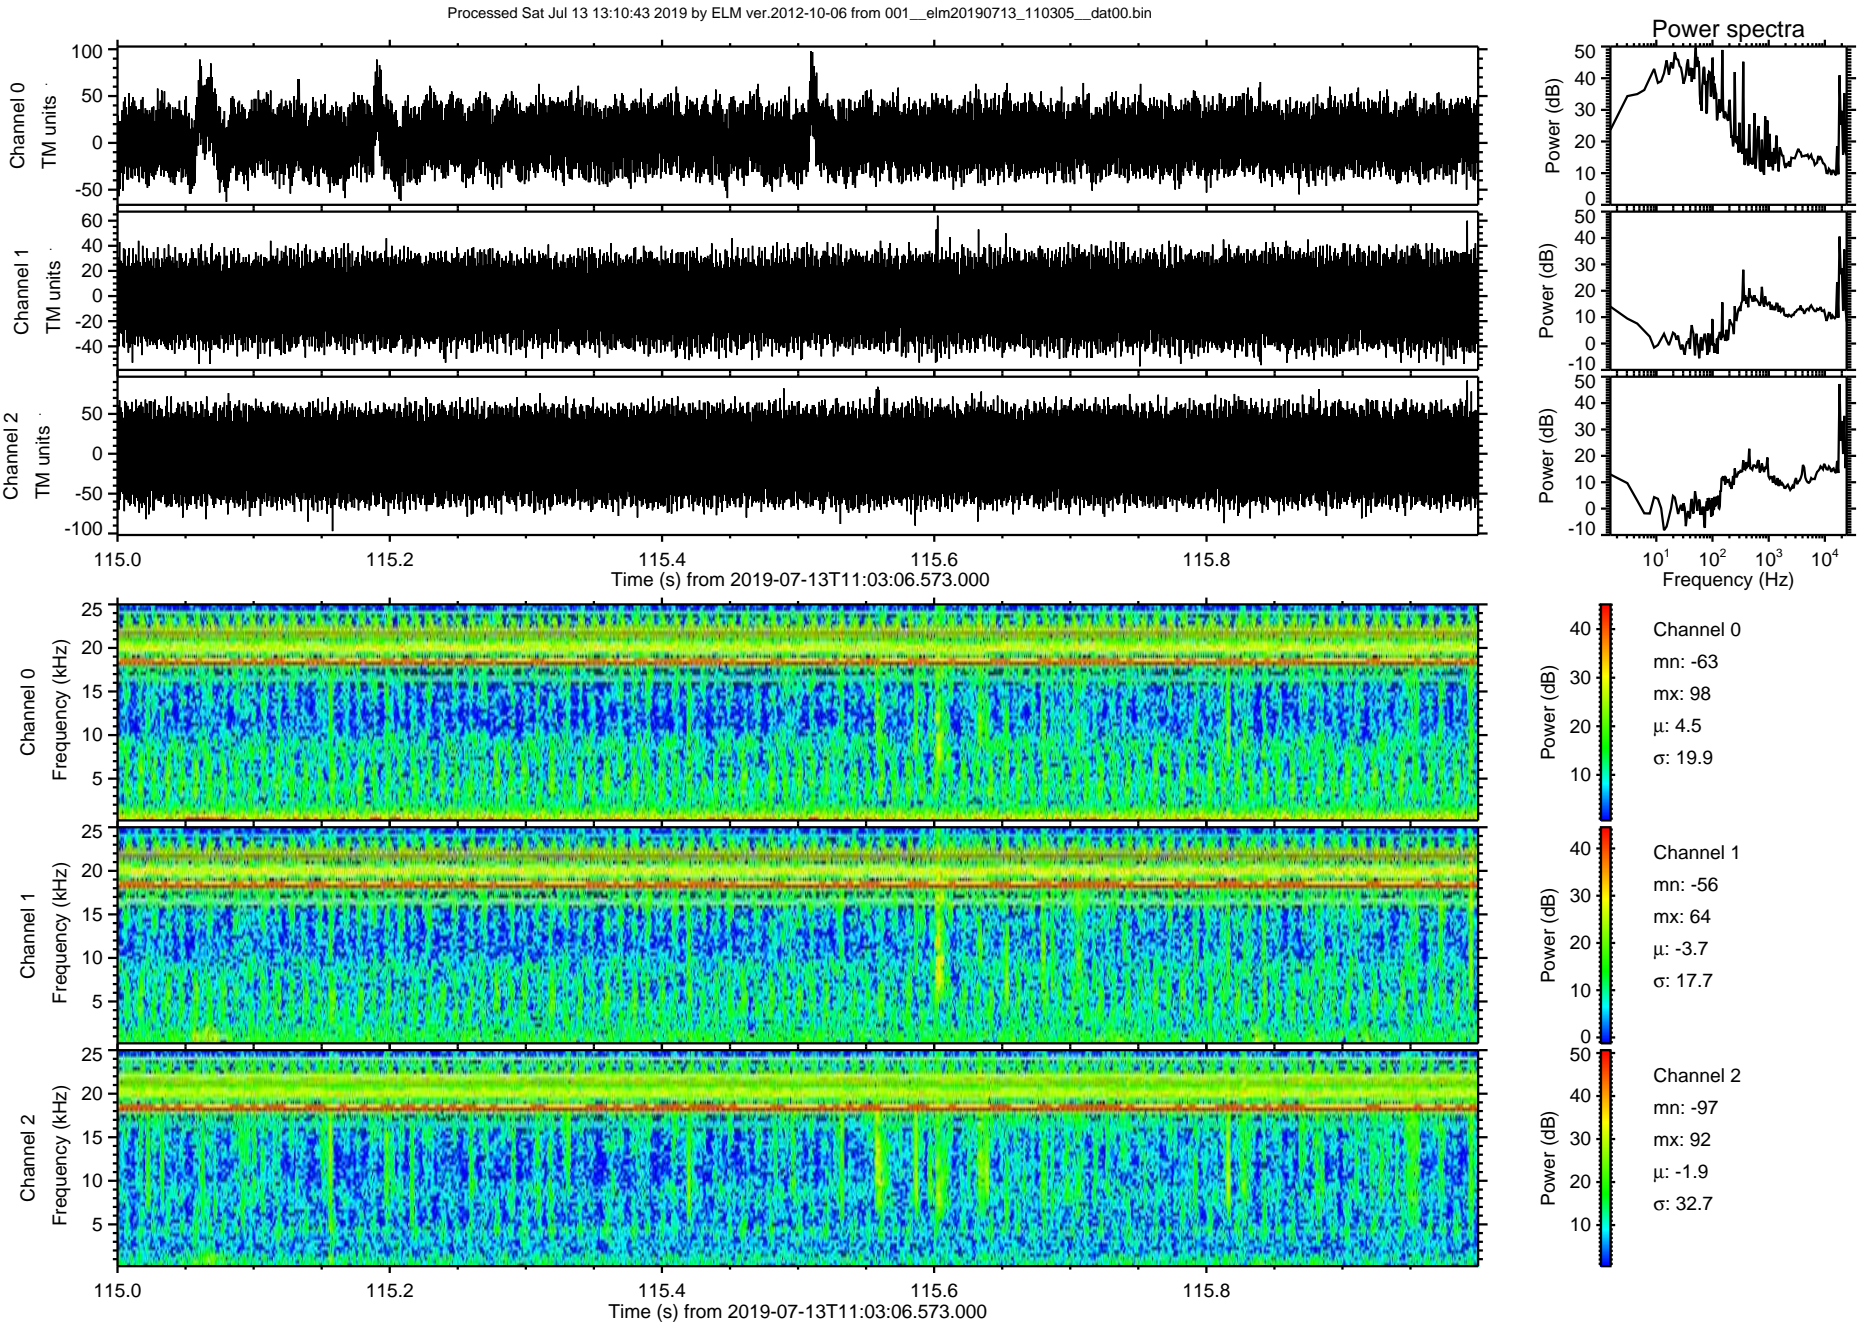 Processed Sat Jul 13 13:10:43 2019 by ELM ver.2012-10-06 from 001__elm20190713_110305__dat00.bin
Power spectra
Channel 0
TM units
100
50
0
-50
Power (dB)
50
40
30
20
10
0
Channel 1
TM units
60
40
20
0
-20
-40
Power (dB)
50
40
30
20
10
0
-10
Channel 2
TM units
50
0
-50
-100
Power (dB)
50
40
30
20
10
0
-10
115.0 115.2 115.4 115.6 115.8
Time (s) from 2019-07-13T11:03:06.573.000
10¹ 10² 10³ 10⁴
Frequency (Hz)
Channel 0
Frequency (kHz)
25
20
15
10
5
Power (dB)
40
30
20
10
Channel 0
mn: -63
mx: 98
μ: 4.5
σ: 19.9
Channel 1
Frequency (kHz)
25
20
15
10
5
Power (dB)
40
30
20
10
0
Channel 1
mn: -56
mx: 64
μ: -3.7
σ: 17.7
Channel 2
Frequency (kHz)
25
20
15
10
5
Power (dB)
50
40
30
20
10
Channel 2
mn: -97
mx: 92
μ: -1.9
σ: 32.7
115.0 115.2 115.4 115.6 115.8
Time (s) from 2019-07-13T11:03:06.573.000